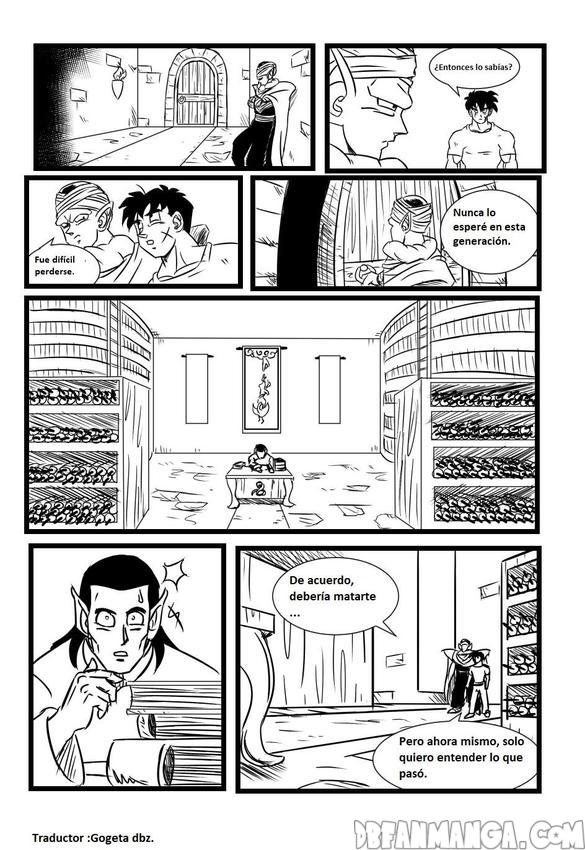 ¿Entonces lo sabías?
Fue difícil
perderse.
Nunca lo
esperé en esta
generación.
De acuerdo,
debería matarte
...
Pero ahora mismo, solo
quiero entender lo que
pasó.
Traductor :Gogeta dbz.
DBFANMANGA.COM